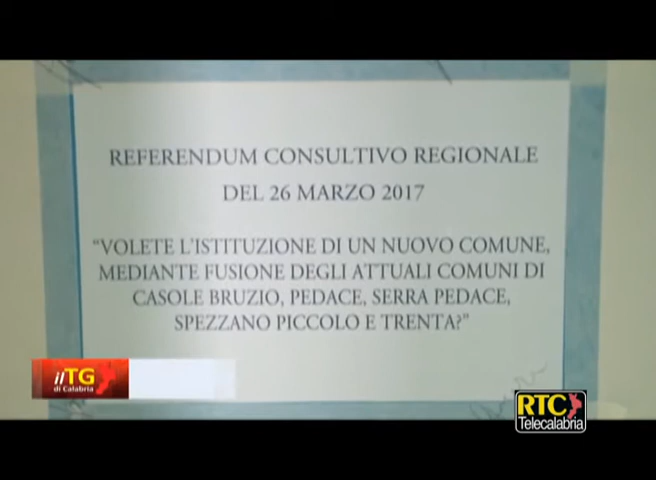 REFERENDUM CONSULTIVO REGIONALE
DEL 26 MARZO 2017
"VOLETE L'ISTITUZIONE DI UN NUOVO COMUNE,
MEDIANTE FUSIONE DEGLI ATTUALI COMUNI DI
CASOLE BRUZIO, PEDACE, SERRA PEDACE,
SPEZZANO PICCOLO E TRENTA?"
ilTG
di Calabria
RTC
Telecalabria